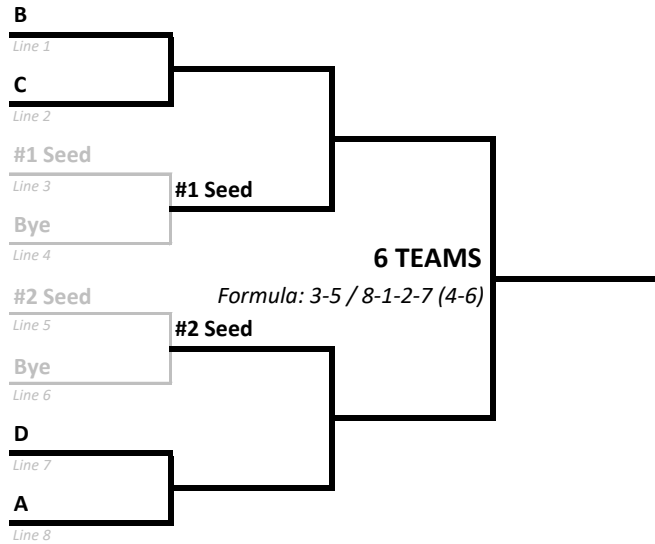 B
Line 1
C
Line 2
#1 Seed
Line 3
#1 Seed
Bye
Line 4
6 TEAMS
#2 Seed
Formula: 3-5 / 8-1-2-7 (4-6)
Line 5
#2 Seed
Bye
Line 6
D
Line 7
A
Line 8